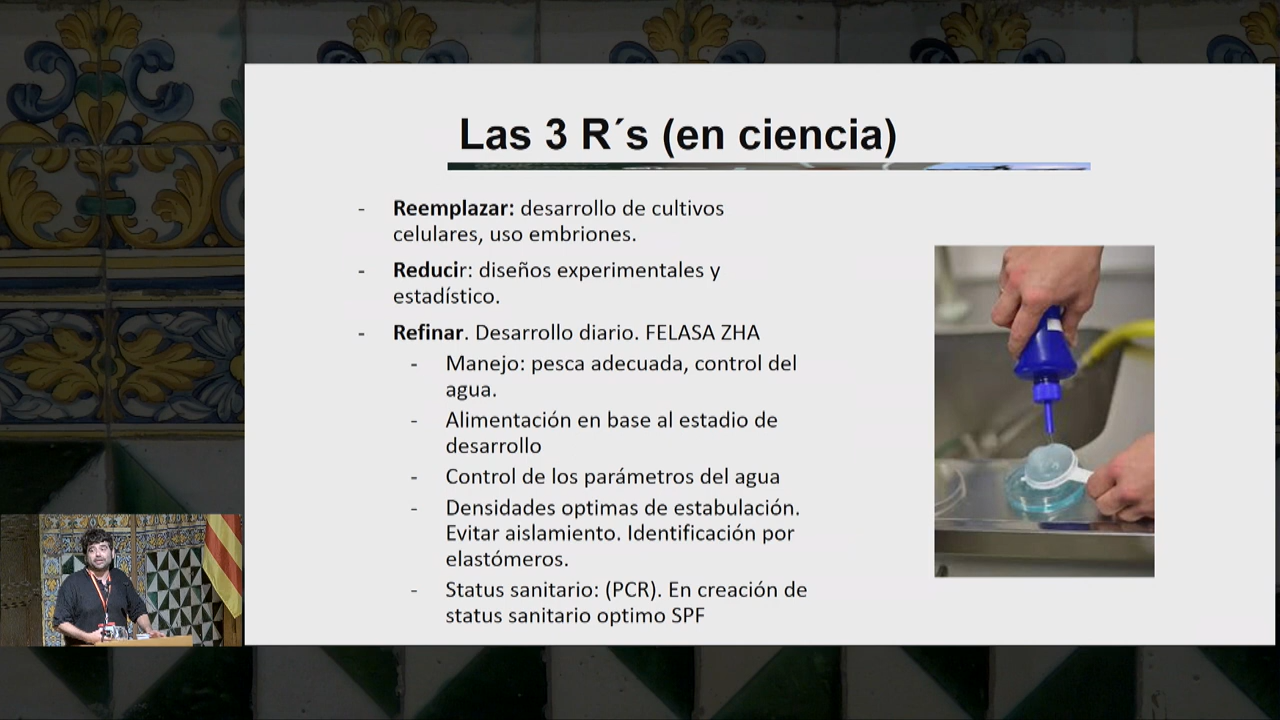 Las 3 R´s (en ciencia)
- Reemplazar: desarrollo de cultivos
celulares, uso embriones.
- Reducir: diseños experimentales y
estadístico.
- Refinar. Desarrollo diario. FELASA ZHA
- Manejo: pesca adecuada, control del
agua.
- Alimentación en base al estadio de
desarrollo
- Control de los parámetros del agua
- Densidades optimas de estabulación.
Evitar aislamiento. Identificación por
elastómeros.
- Status sanitario: (PCR). En creación de
status sanitario optimo SPF